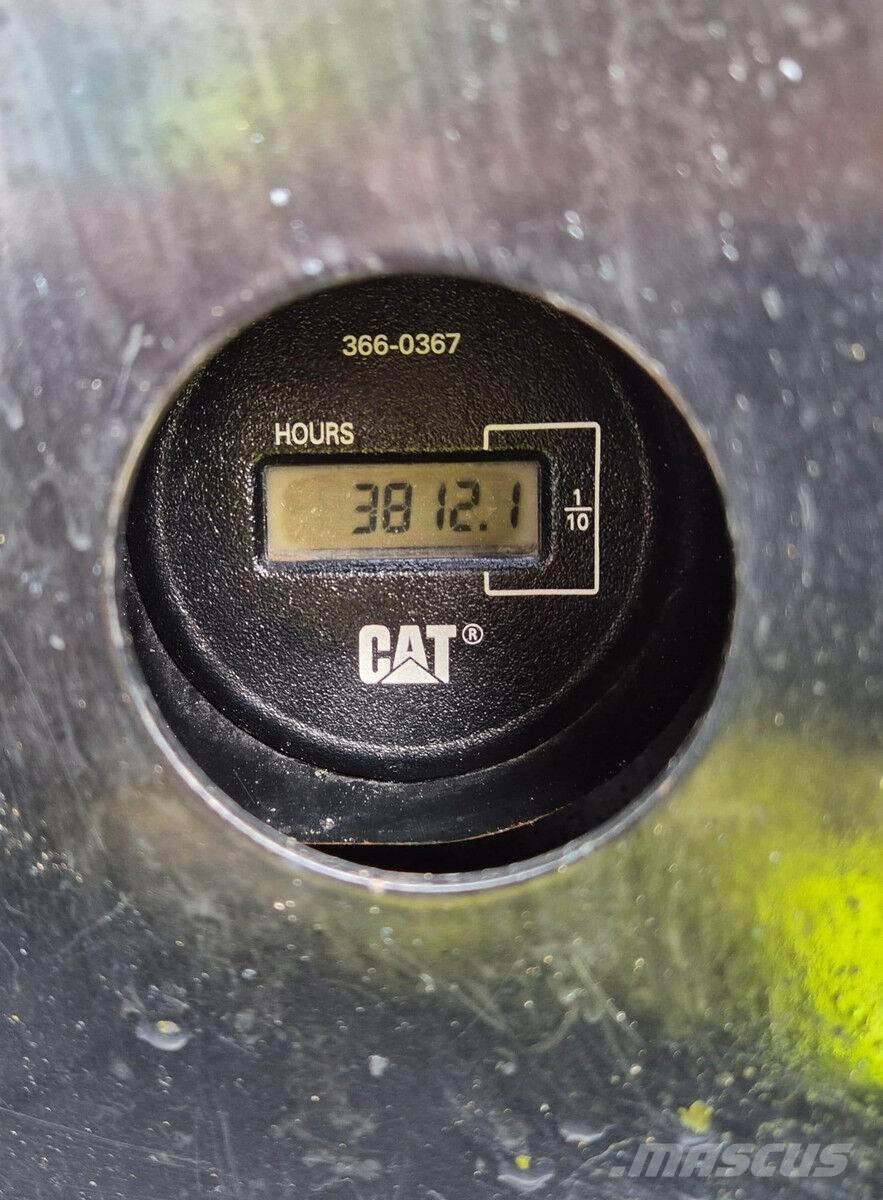 366-0367
HOURS
3812.1
1
10
CAT®
.MASCUS